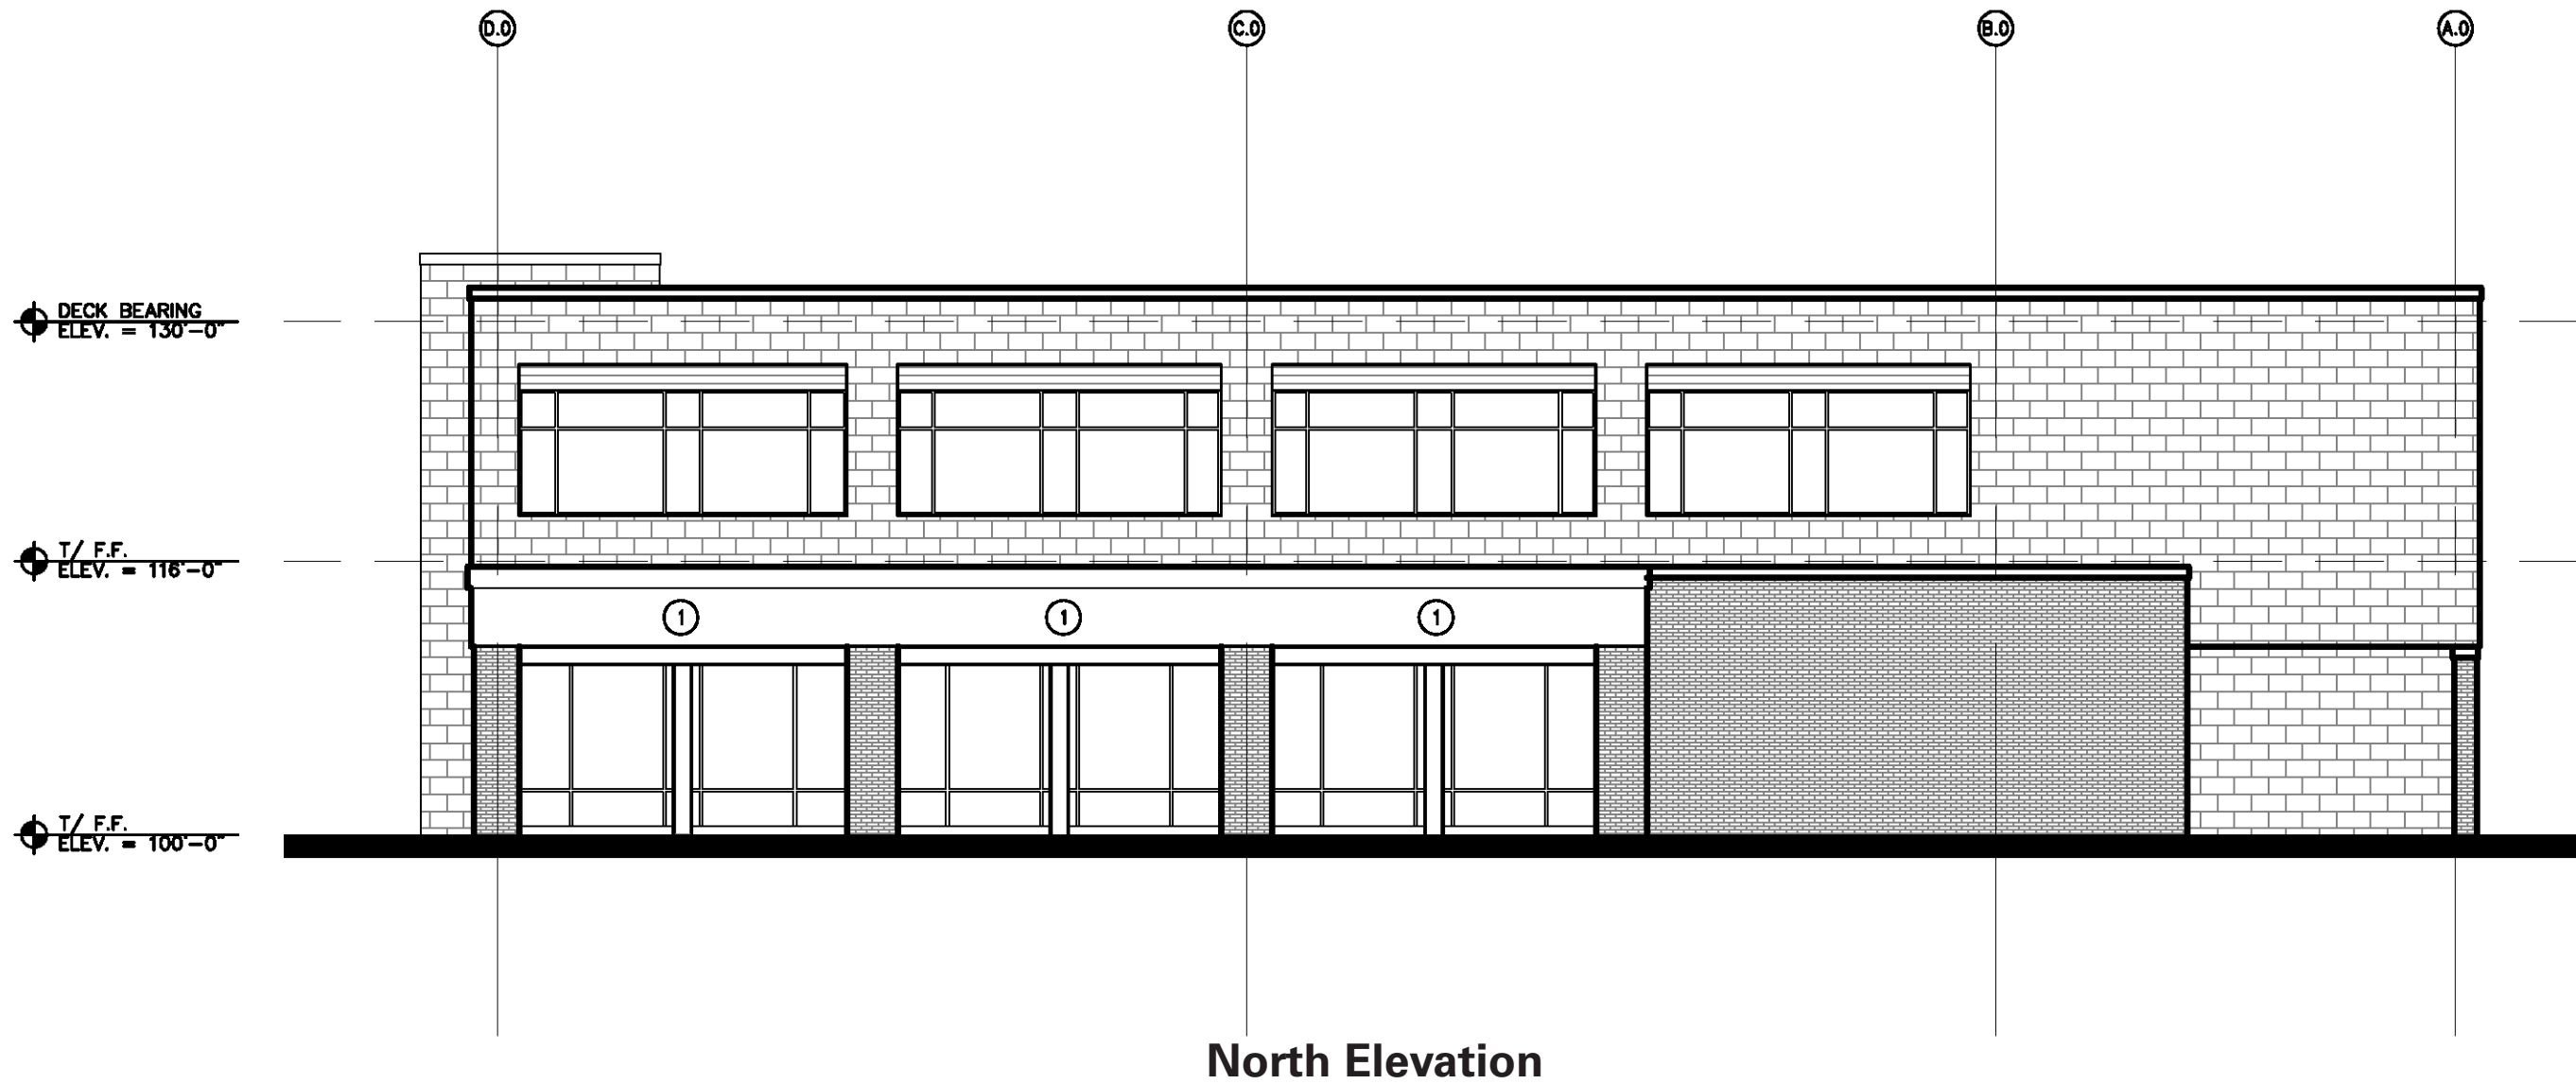 D.0 C.0 B.0 A.0
DECK BEARING
ELEV. = 130'-0"
T/ F.F.
ELEV. = 116'-0"
1 1 1
T/ F.F.
ELEV. = 100'-0"
North Elevation